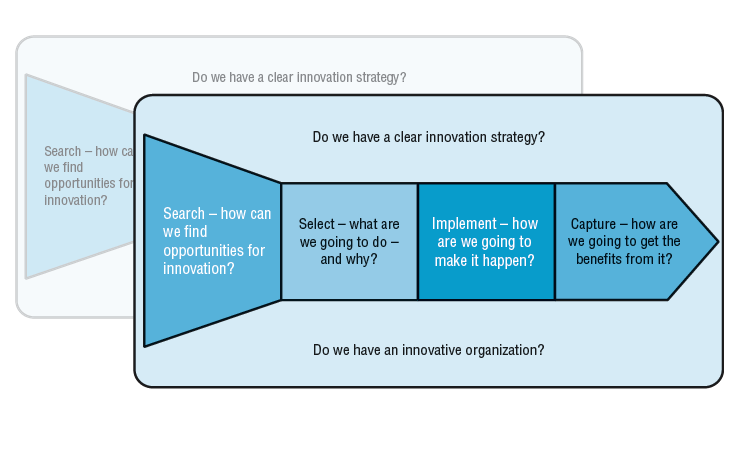 Do we have a clear innovation strategy?
Search – how ca
we find
opportunities for
innovation?
Do we have a clear innovation strategy?
Search – how can
we find
opportunities for
innovation?
Select – what are
we going to do –
and why?
Implement – how
are we going to
make it happen?
Capture – how are
we going to get the
benefits from it?
Do we have an innovative organization?